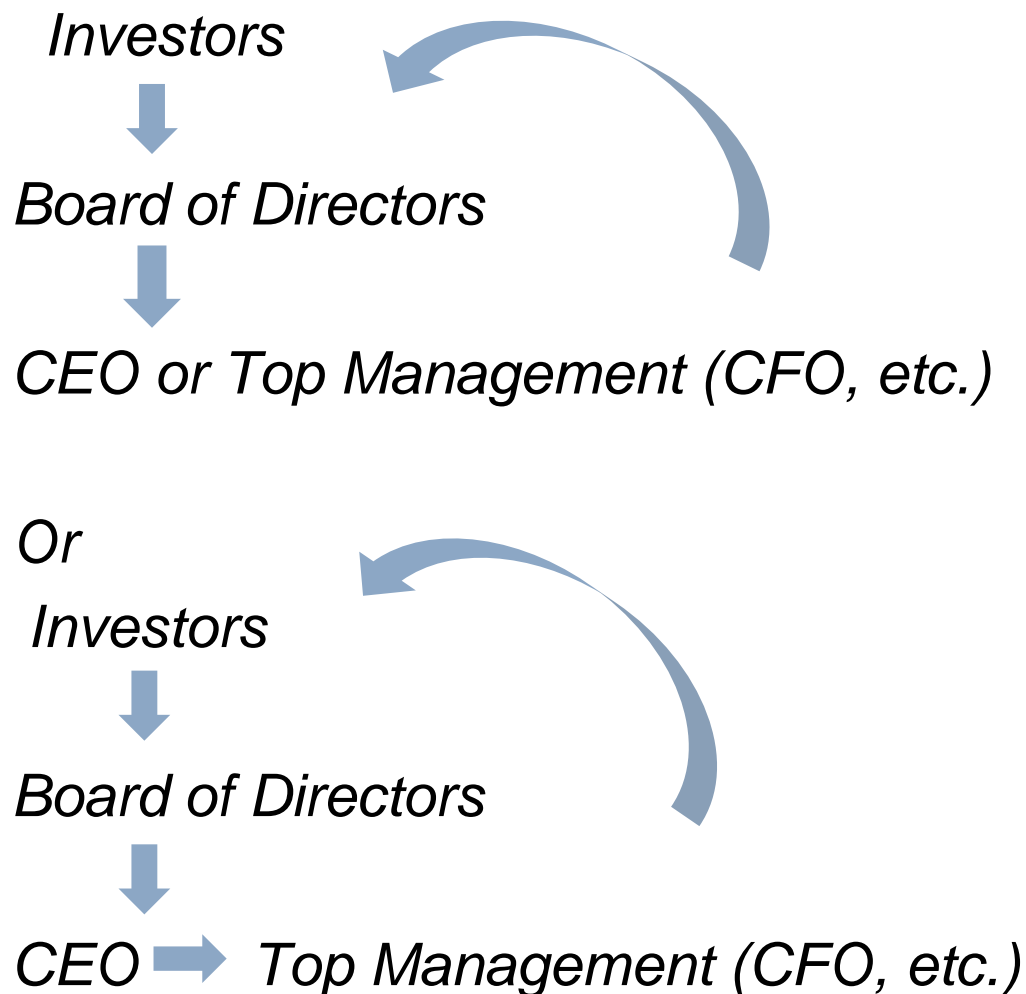 Investors
Board of Directors
CEO or Top Management (CFO, etc.)
Or
Investors
Board of Directors
CEO Top Management (CFO, etc.)